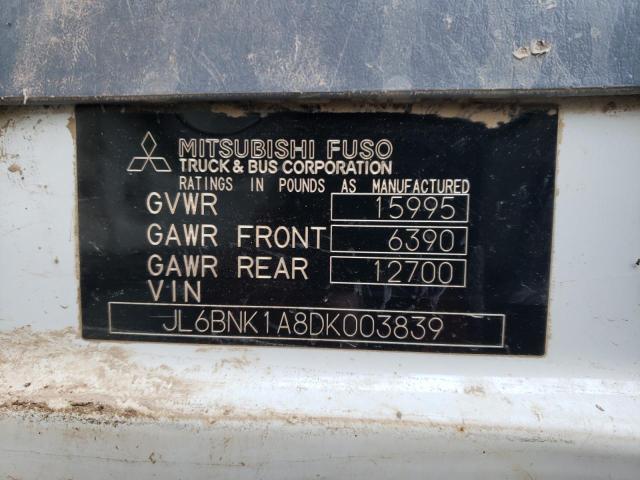 MITSUBISHI FUSO
TRUCK & BUS CORPORATION
RATINGS IN POUNDS AS MANUFACTURED
GVWR 15995
GAWR FRONT 6390
GAWR REAR 12700
VIN
JL6BNK1A8DK003839